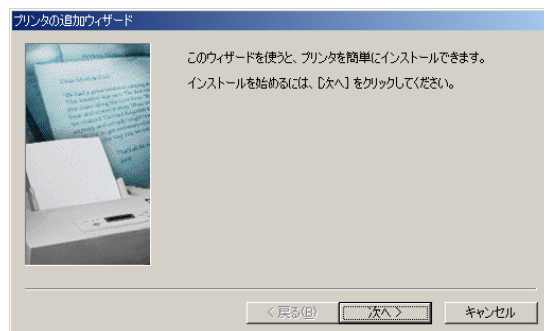 プリンタの追加ウィザード
このウィザードを使うと、プリンタを簡単にインストールできます。
インストールを始めるには、[次へ] をクリックしてください。
< 戻る(B)
次へ >
キャンセル